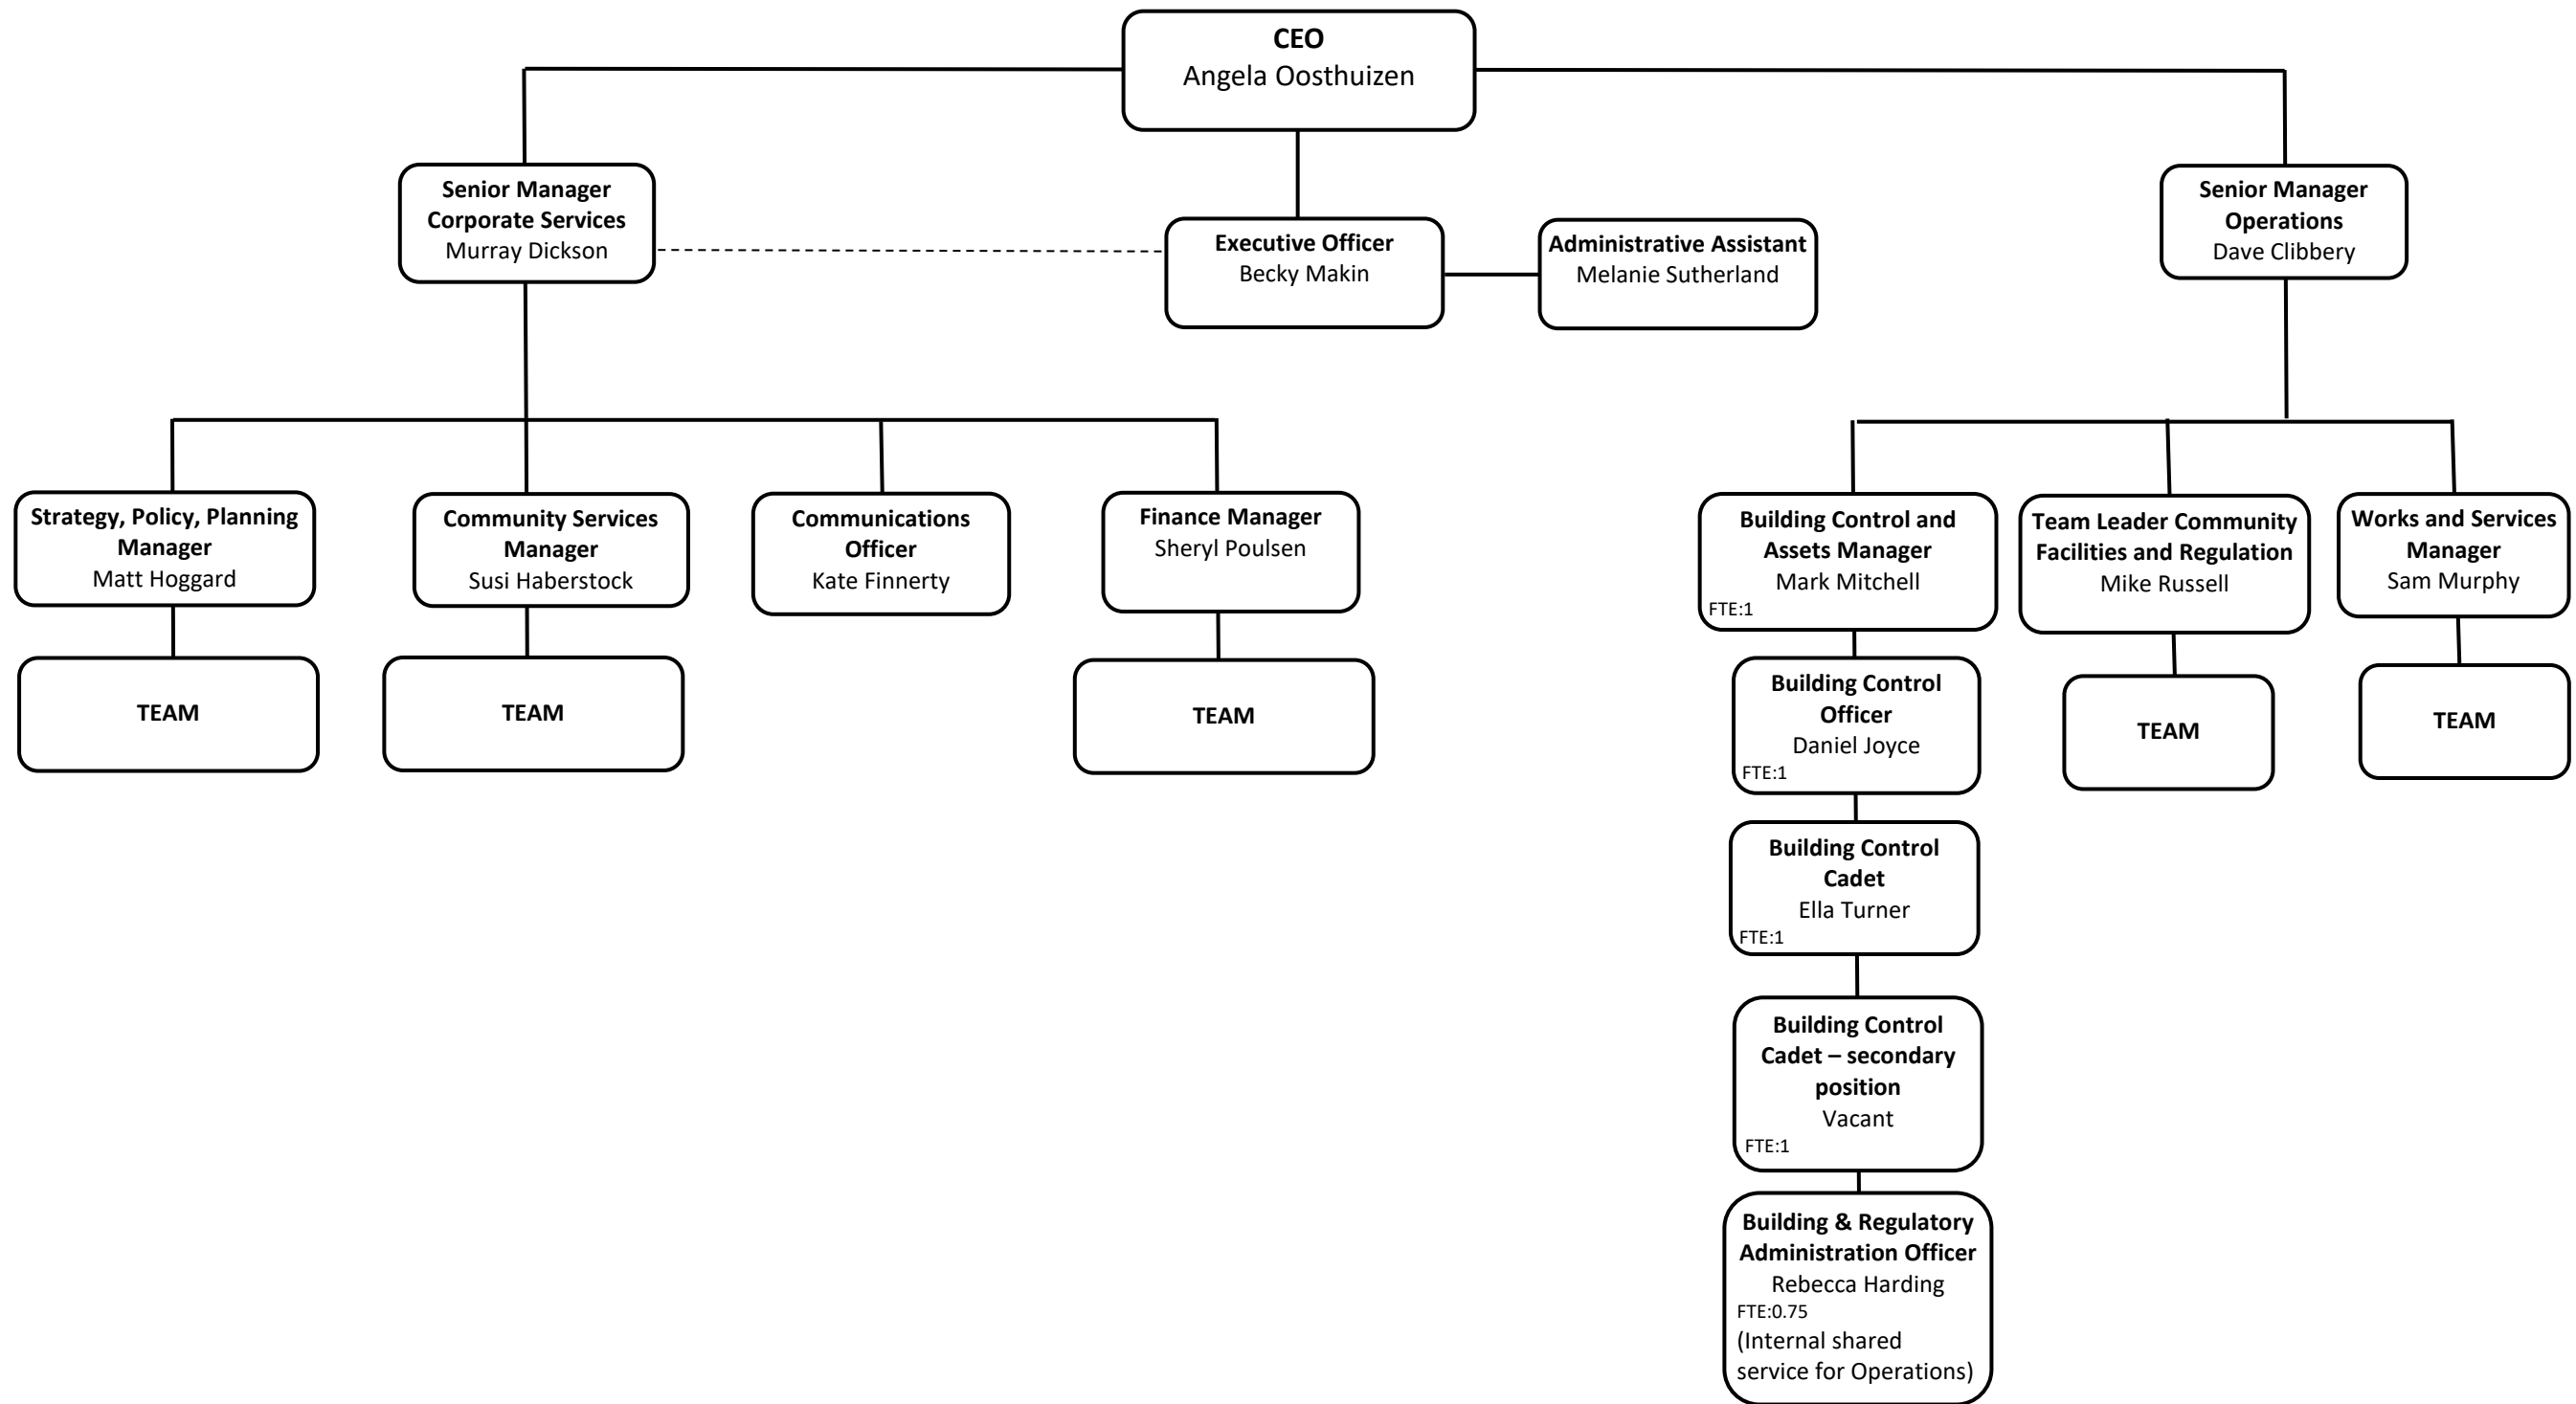 CEO
Angela Oosthuizen
Senior Manager
Corporate Services
Murray Dickson
Executive Officer
Becky Makin
Administrative Assistant
Melanie Sutherland
Senior Manager
Operations
Dave Clibbery
Strategy, Policy, Planning
Manager
Matt Hoggard
Community Services
Manager
Susi Haberstock
Communications
Officer
Kate Finnerty
Finance Manager
Sheryl Poulsen
Building Control and
Assets Manager
Mark Mitchell
FTE:1
Team Leader Community
Facilities and Regulation
Mike Russell
Works and Services
Manager
Sam Murphy
TEAM
TEAM
TEAM
Building Control
Officer
Daniel Joyce
FTE:1
TEAM
TEAM
Building Control
Cadet
Ella Turner
FTE:1
Building Control
Cadet – secondary
position
Vacant
FTE:1
Building & Regulatory
Administration Officer
Rebecca Harding
FTE:0.75
(Internal shared
service for Operations)